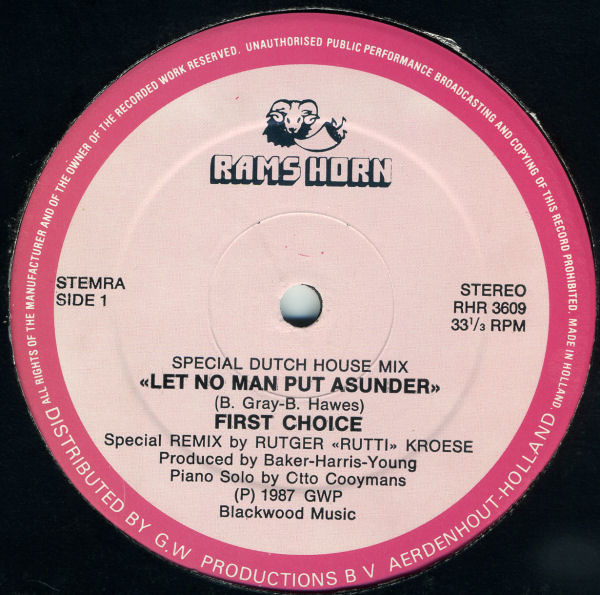 ALL RIGHTS OF THE MANUFACTURER AND OF THE OWNER OF THE RECORDED WORK RESERVED. UNAUTHORISED PUBLIC PERFORMANCE BROADCASTING AND COPYING OF THIS RECORD PROHIBITED. MADE IN HOLLAND.
RAMS HORN
STEMRA
SIDE 1
STEREO
RHR 3609
33 1/3 RPM
SPECIAL DUTCH HOUSE MIX
«LET NO MAN PUT ASUNDER»
(B. Gray-B. Hawes)
FIRST CHOICE
Special REMIX by RUTGER «RUTTI» KROESE
Produced by Baker-Harris-Young
Piano Solo by Otto Cooymans
(P) 1987 GWP
Blackwood Music
DISTRIBUTED BY G.W PRODUCTIONS B V AERDENHOUT-HOLLAND